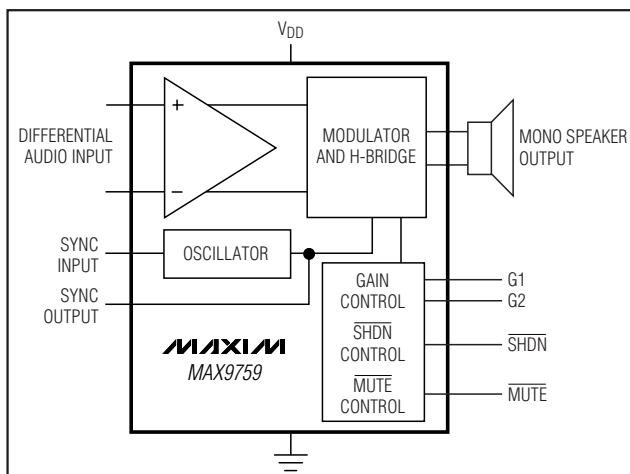 VDD
+
−
DIFFERENTIAL
AUDIO INPUT
MODULATOR
AND H-BRIDGE
MONO SPEAKER
OUTPUT
SYNC
INPUT
OSCILLATOR
SYNC
OUTPUT
GAIN
CONTROL
SHDN
CONTROL
MUTE
CONTROL
G1
G2
SHDN
MUTE
MAXIM
MAX9759